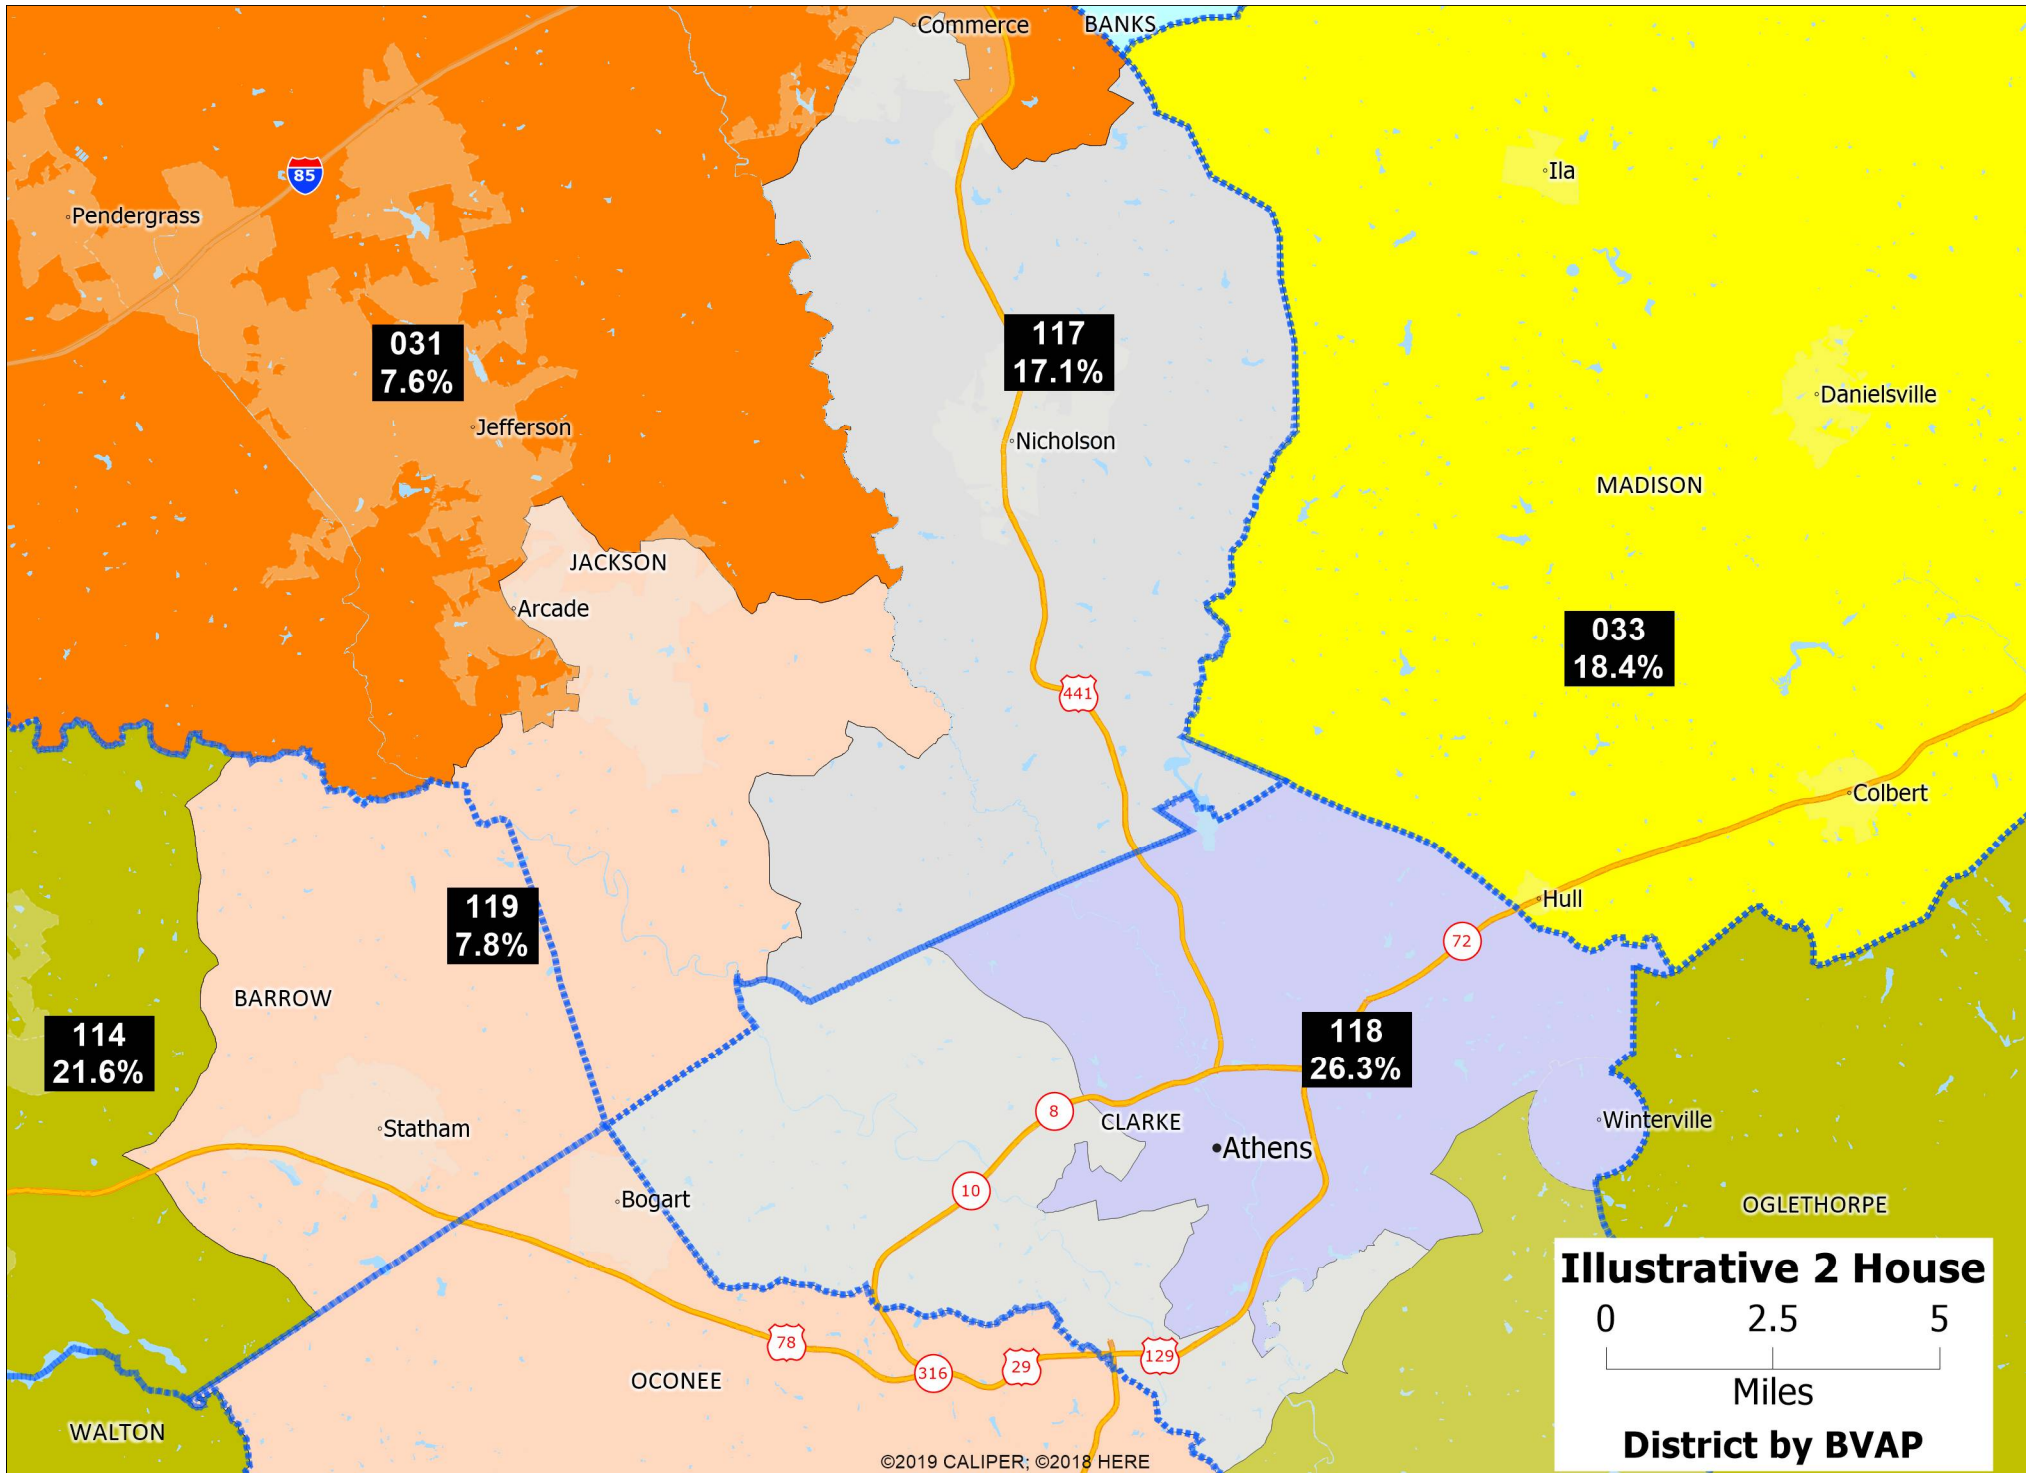 Commerce
BANKS
85
Ila
Pendergrass
031
7.6%
117
17.1%
Danielsville
Jefferson
Nicholson
MADISON
JACKSON
Arcade
033
18.4%
441
Colbert
119
7.8%
Hull
72
BARROW
114
21.6%
118
26.3%
8
CLARKE
Statham
Athens
Winterville
10
Bogart
OGLETHORPE
78
316
29
129
OCONEE
WALTON
Illustrative 2 House
0 2.5 5
Miles
District by BVAP
©2019 CALIPER; ©2018 HERE